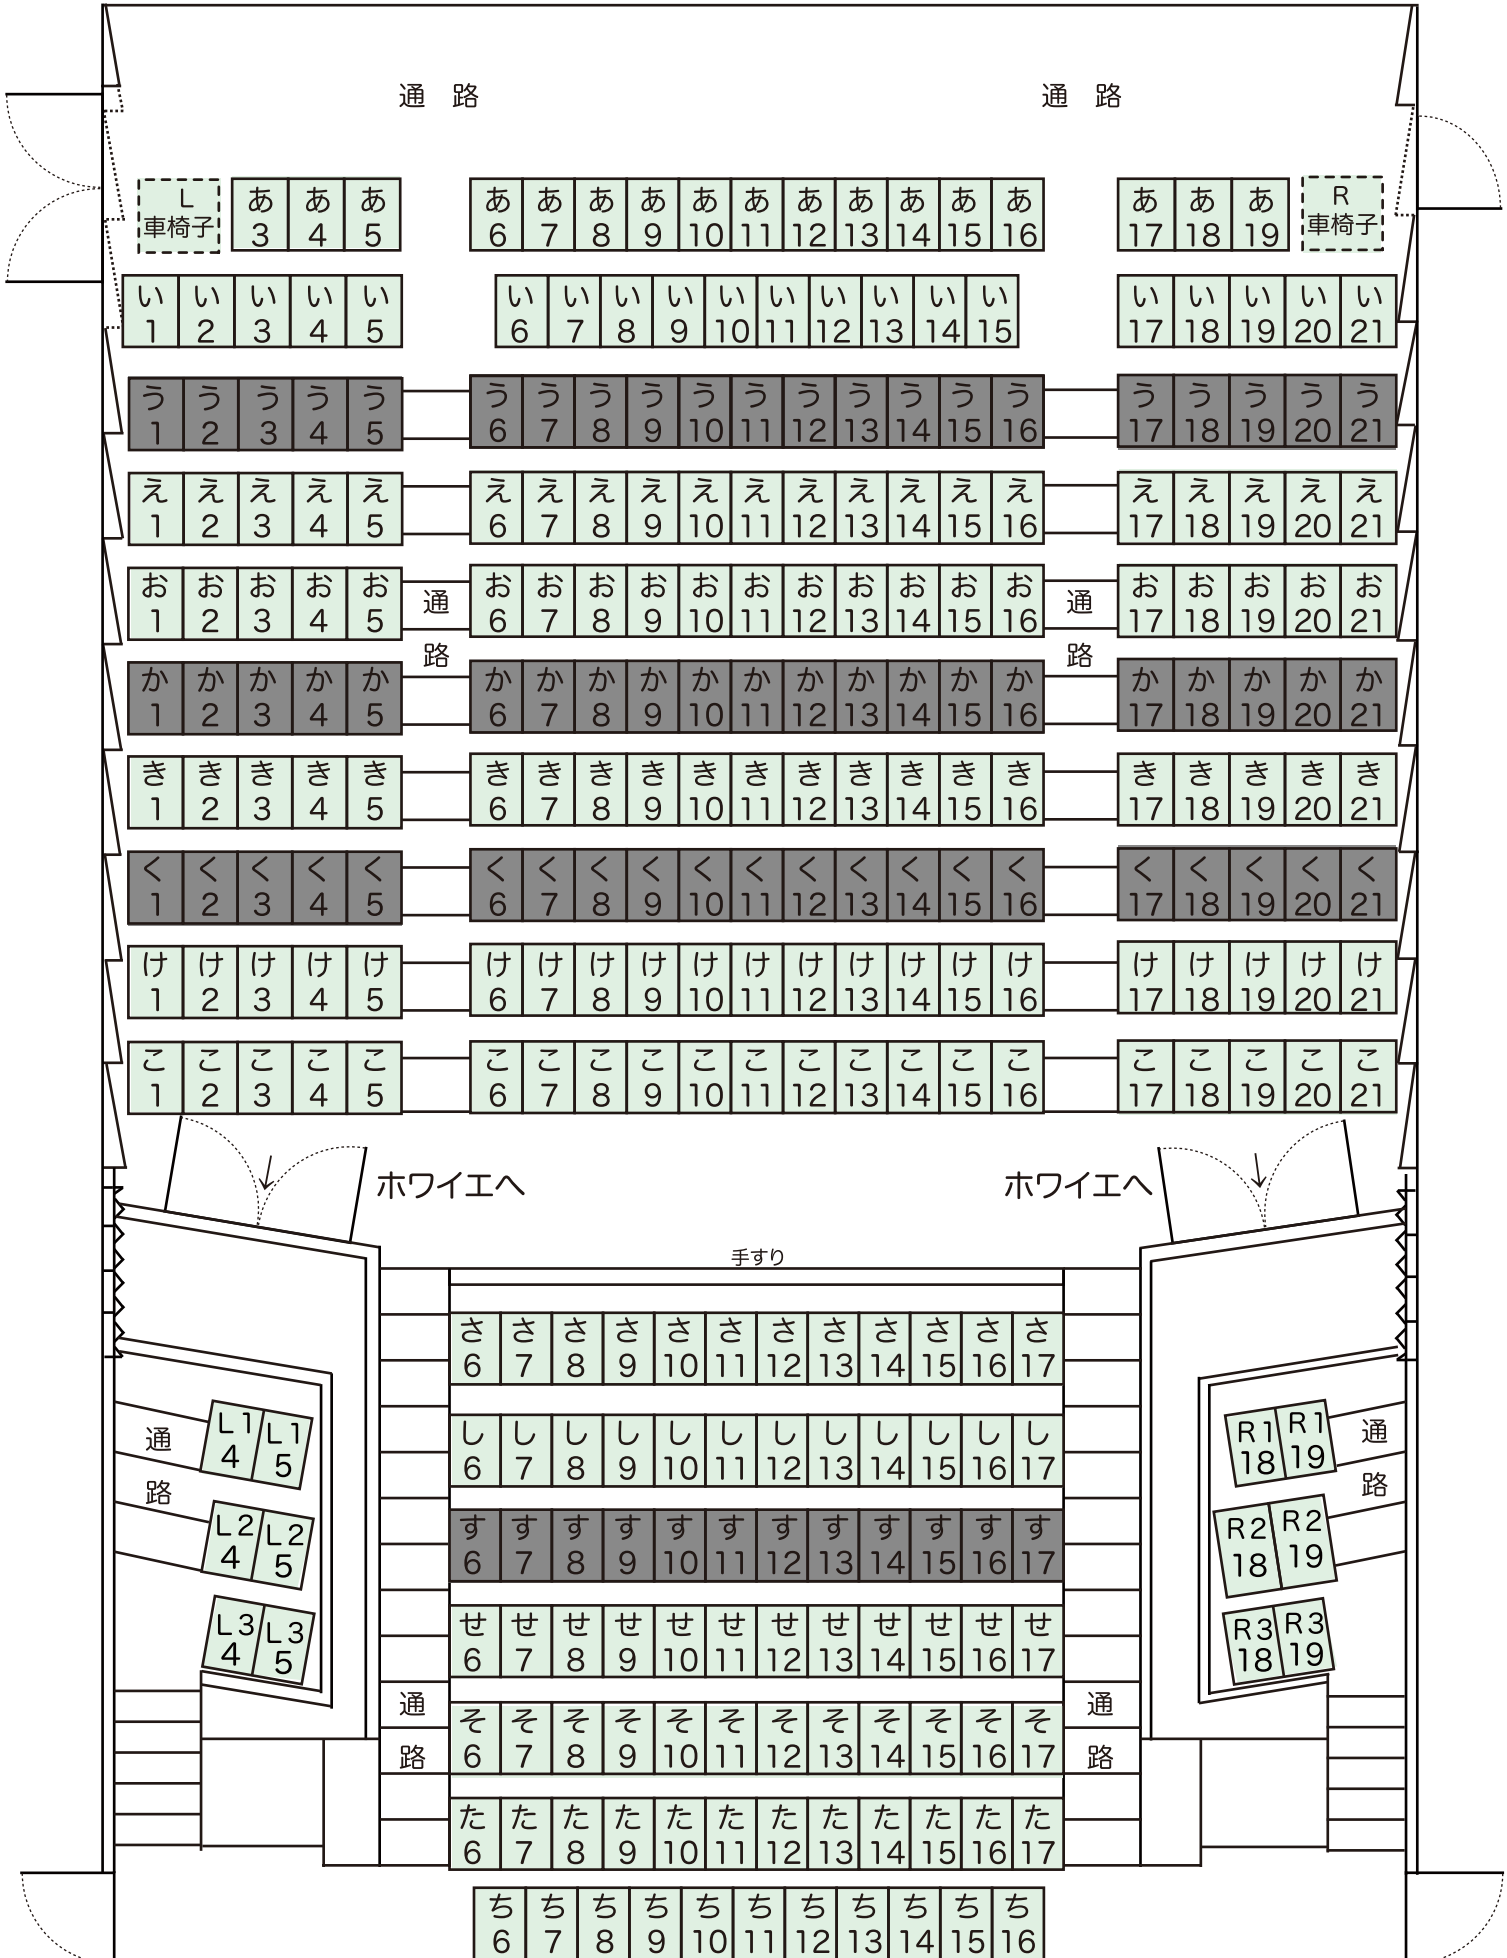 通 路 通 路
L
車椅子
R
車椅子
あ あ あ あ あ あ あ あ あ あ あ あ あ あ あ あ あ
3 4 5 6 7 8 9 10 11 12 13 14 15 16 17 18 19
い い い い い い い い い い い い い い い い い い い い
1 2 3 4 5 6 7 8 9 10 11 12 13 14 15 17 18 19 20 21
う う う う う う う う う う う う う う う う う う う う う
1 2 3 4 5 6 7 8 9 10 11 12 13 14 15 16 17 18 19 20 21
え え え え え え え え え え え え え え え え え え え え え
1 2 3 4 5 6 7 8 9 10 11 12 13 14 15 16 17 18 19 20 21
お お お お お 通 お お お お お お お お お お お 通 お お お お お
1 2 3 4 5 6 7 8 9 10 11 12 13 14 15 16 17 18 19 20 21
路 路
か か か か か か か か か か か か か か か か か か か か か
1 2 3 4 5 6 7 8 9 10 11 12 13 14 15 16 17 18 19 20 21
き き き き き き き き き き き き き き き き き き き き き
1 2 3 4 5 6 7 8 9 10 11 12 13 14 15 16 17 18 19 20 21
く く く く く く く く く く く く く く く く く く く く く
1 2 3 4 5 6 7 8 9 10 11 12 13 14 15 16 17 18 19 20 21
け け け け け け け け け け け け け け け け け け け け け
1 2 3 4 5 6 7 8 9 10 11 12 13 14 15 16 17 18 19 20 21
こ こ こ こ こ こ こ こ こ こ こ こ こ こ こ こ こ こ こ こ こ
1 2 3 4 5 6 7 8 9 10 11 12 13 14 15 16 17 18 19 20 21
ホワイエへ ホワイエへ
手すり
さ さ さ さ さ さ さ さ さ さ さ さ
6 7 8 9 10 11 12 13 14 15 16 17
L1 L1 R1 R1
4 5 18 19
通 通
路 路
し し し し し し し し し し し し
6 7 8 9 10 11 12 13 14 15 16 17
L2 L2 R2 R2
4 5 18 19
す す す す す す す す す す す す
6 7 8 9 10 11 12 13 14 15 16 17
L3 L3 R3 R3
4 5 18 19
せ せ せ せ せ せ せ せ せ せ せ せ
6 7 8 9 10 11 12 13 14 15 16 17
通 通
そ そ そ そ そ そ そ そ そ そ そ そ
6 7 8 9 10 11 12 13 14 15 16 17
路 路
た た た た た た た た た た た た
6 7 8 9 10 11 12 13 14 15 16 17
ち ち ち ち ち ち ち ち ち ち ち
6 7 8 9 10 11 12 13 14 15 16